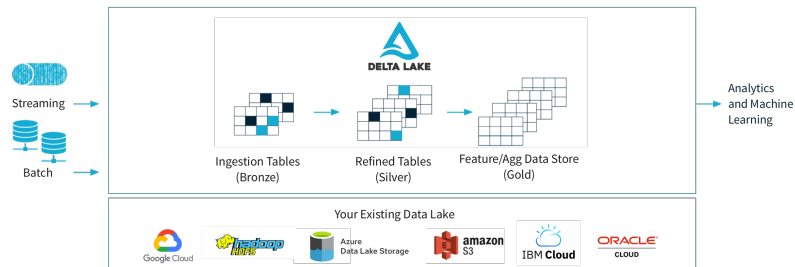 DELTA LAKE
Streaming
Batch
Ingestion Tables
(Bronze)
Refined Tables
(Silver)
Feature/Agg Data Store
(Gold)
Analytics
and Machine
Learning
Your Existing Data Lake
Google Cloud
hadoop
HDFS
Azure
Data Lake Storage
amazon
S3
IBM Cloud
ORACLE
CLOUD